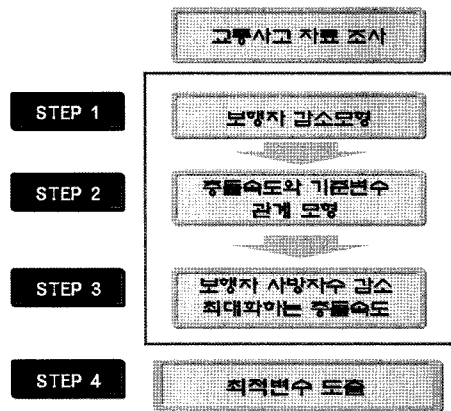 교통사고 자료 조사
STEP 1
보행자 감소모형
STEP 2
충돌속도와 기준변수
관계 모형
STEP 3
보행자 사망자수 감소
최대화하는 충돌속도
STEP 4
최적변수 도출